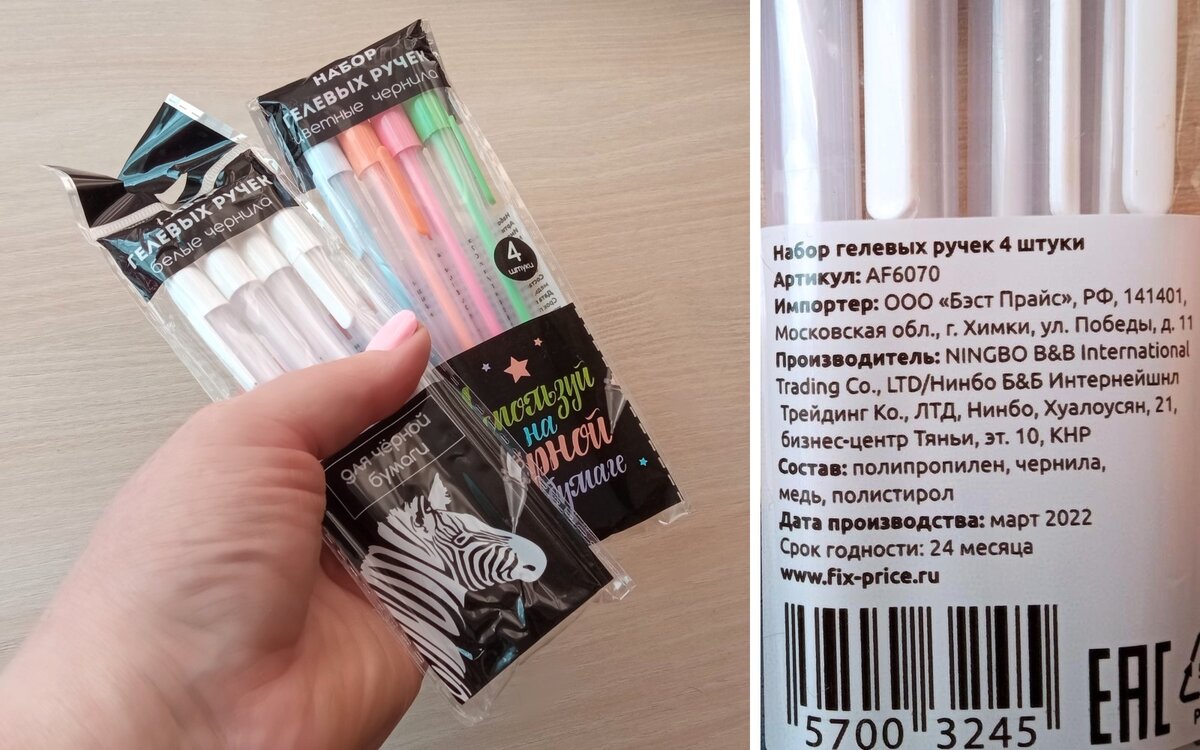 НАБОР
ГЕЛЕВЫХ РУЧЕК
цветные чернила
ГЕЛЕВЫХ РУЧЕК
белые чернила
4
штуки
на
бумаге
для чёрной
бумаги
Набор гелевых ручек 4 штуки
Артикул: AF6070
Импортер: ООО «Бэст Прайс», РФ, 141401,
Московская обл., г. Химки, ул. Победы, д. 11
Производитель: NINGBO B&B International
Trading Co., LTD/Нинбо Б&Б Интернейшнл
Трейдинг Ко., ЛТД, Нинбо, Хуалоусян, 21,
бизнес-центр Тяньи, эт. 10, КНР
Состав: полипропилен, чернила,
медь, полистирол
Дата производства: март 2022
Срок годности: 24 месяца
www.fix-price.ru
5700 3245
EAC